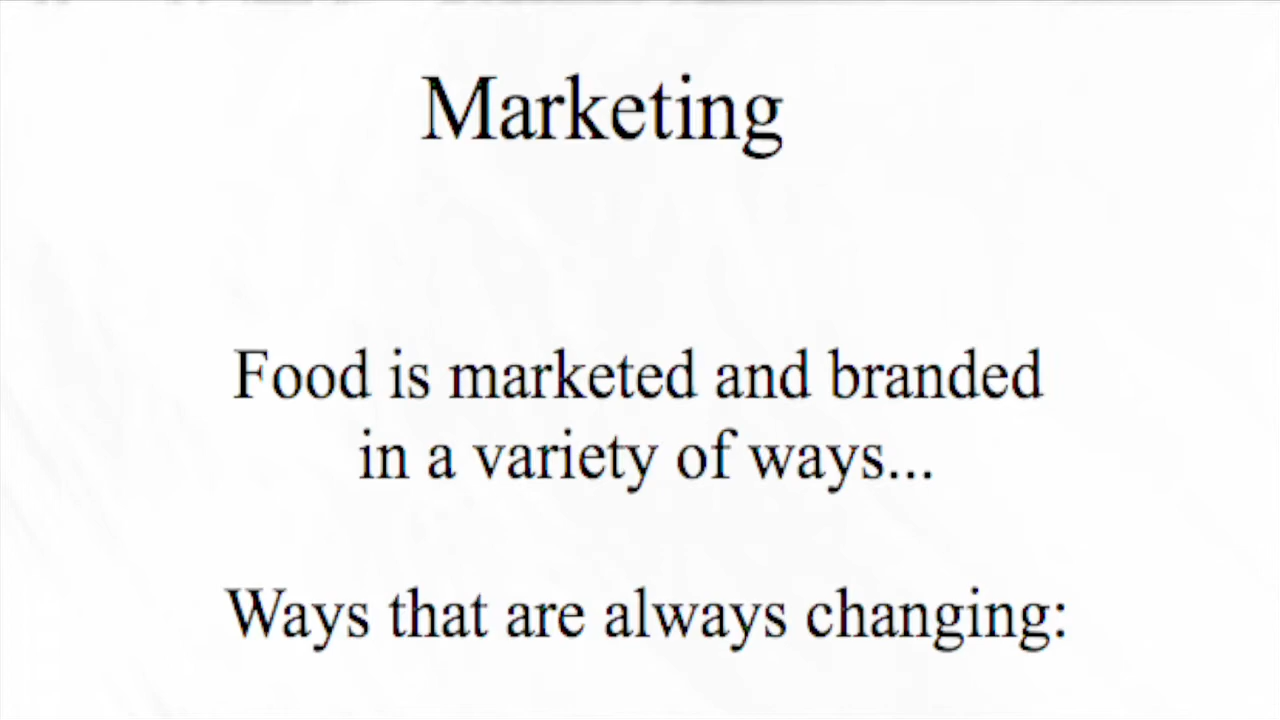 Marketing
Food is marketed and branded
in a variety of ways...
Ways that are always changing: